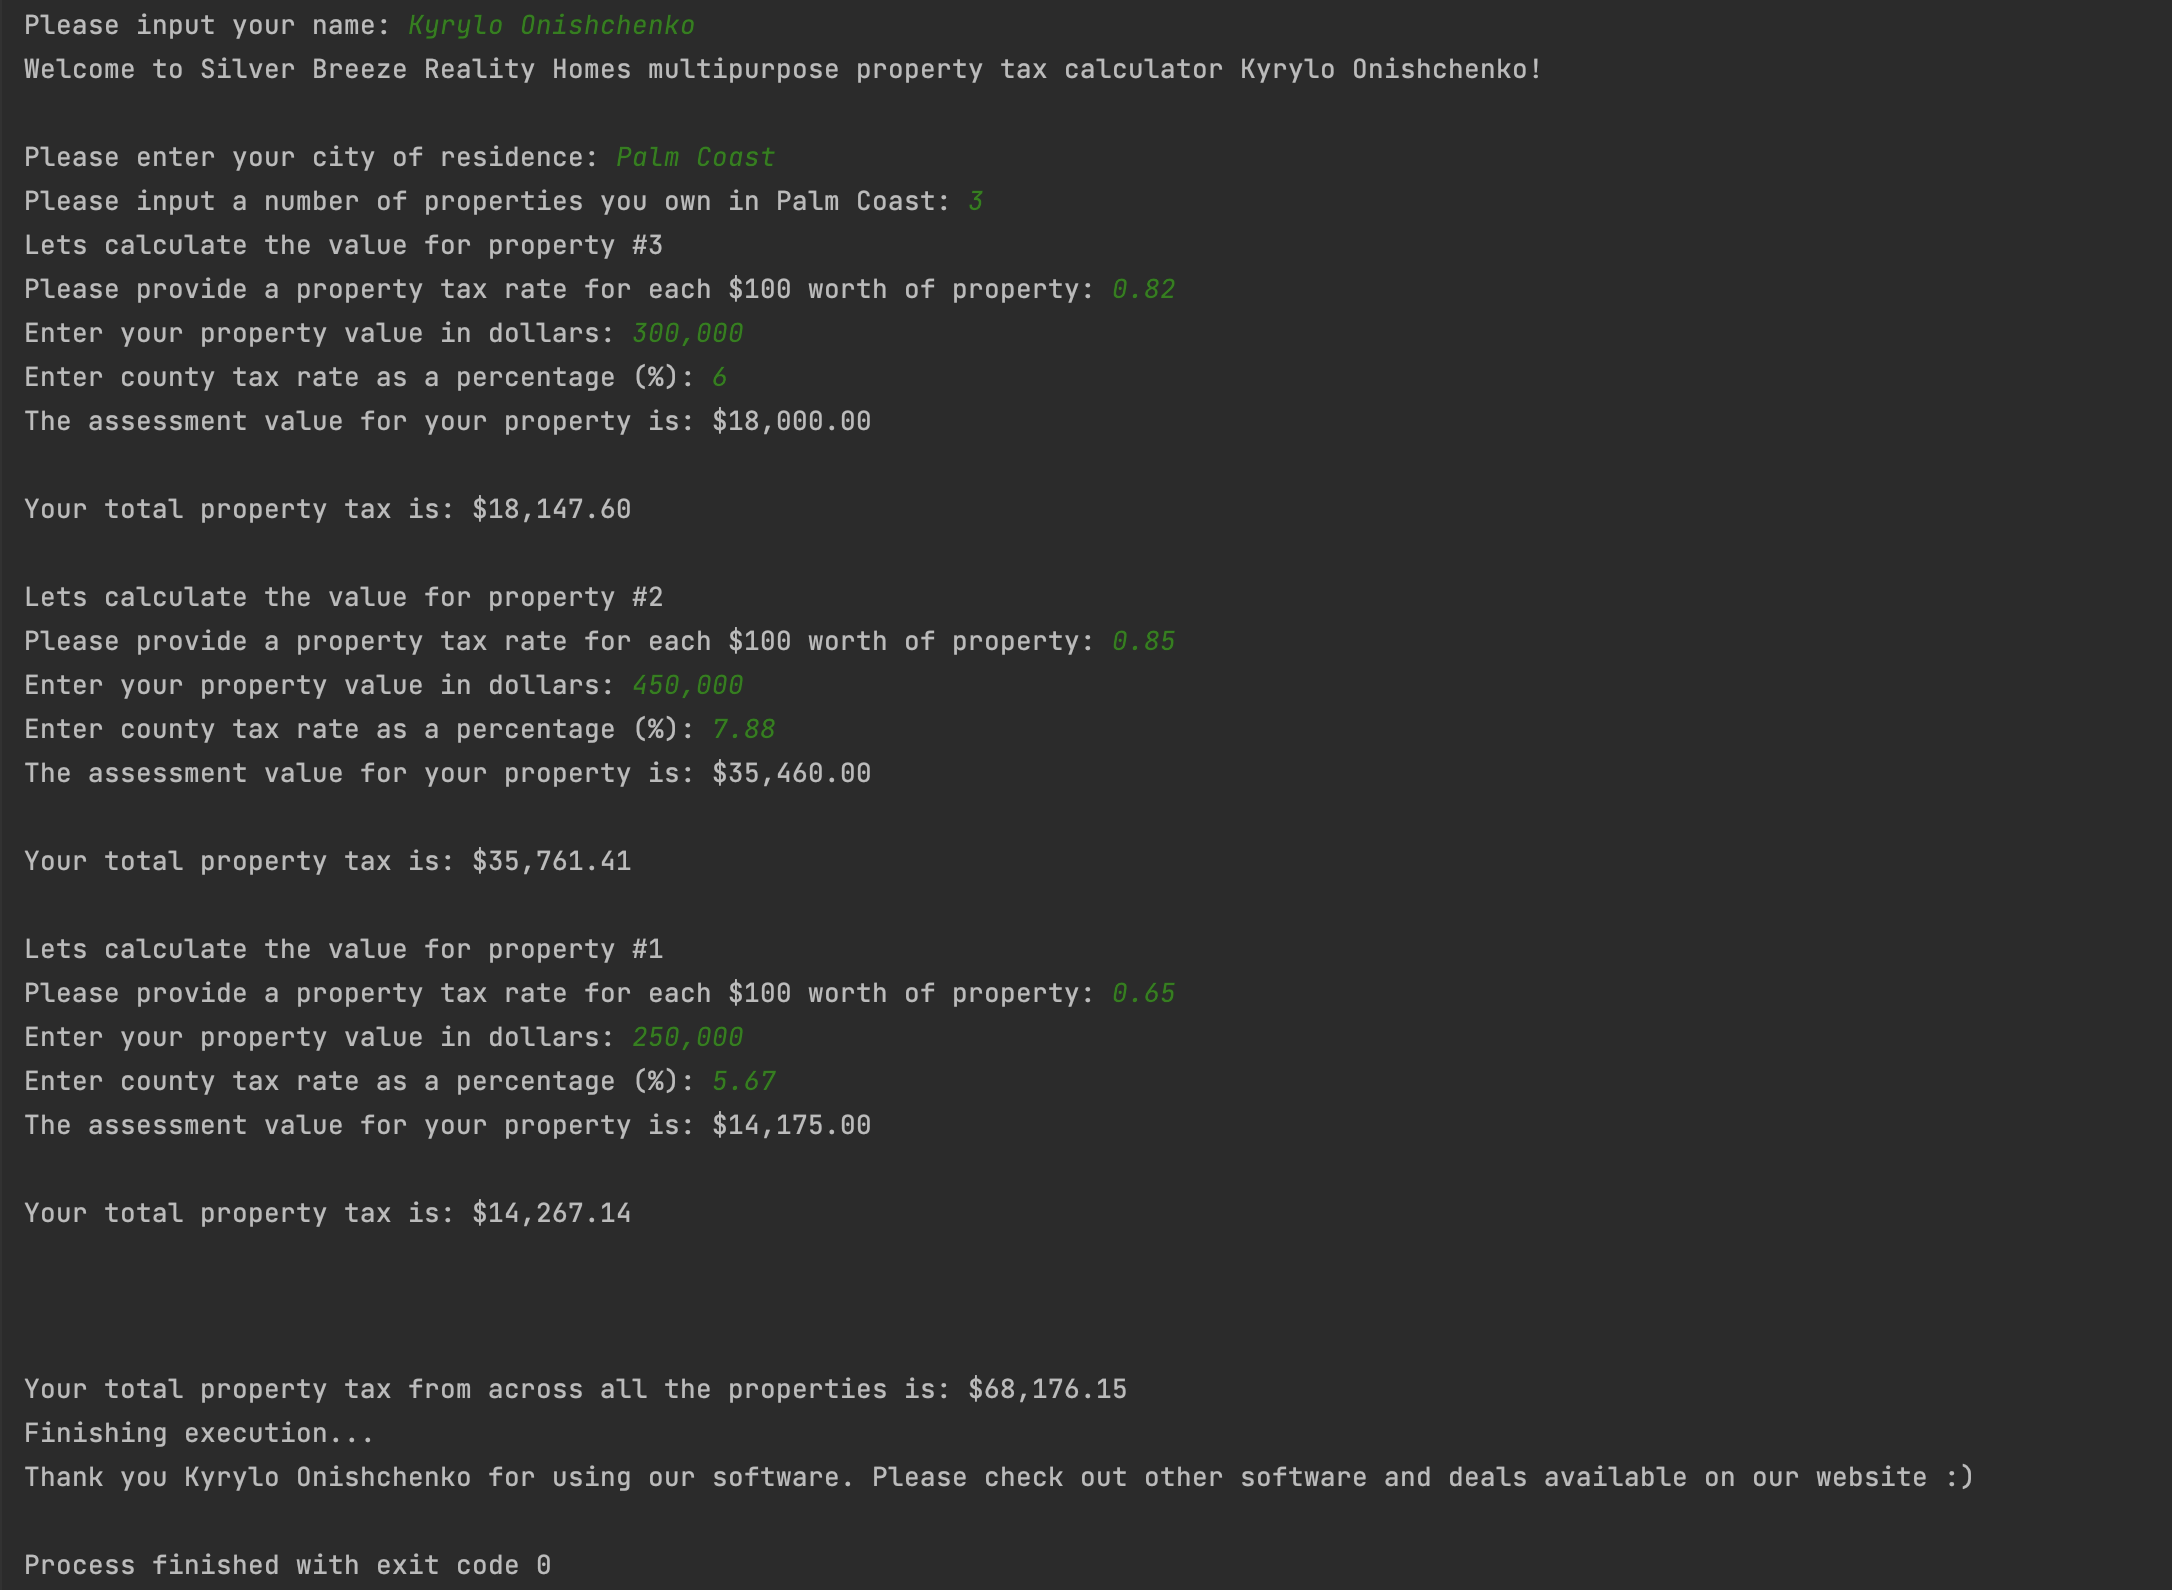 Please input your name: Kyrylo Onishchenko
Welcome to Silver Breeze Reality Homes multipurpose property tax calculator Kyrylo Onishchenko!
Please enter your city of residence: Palm Coast
Please input a number of properties you own in Palm Coast: 3
Lets calculate the value for property #3
Please provide a property tax rate for each $100 worth of property: 0.82
Enter your property value in dollars: 300,000
Enter county tax rate as a percentage (%): 6
The assessment value for your property is: $18,000.00
Your total property tax is: $18,147.60
Lets calculate the value for property #2
Please provide a property tax rate for each $100 worth of property: 0.85
Enter your property value in dollars: 450,000
Enter county tax rate as a percentage (%): 7.88
The assessment value for your property is: $35,460.00
Your total property tax is: $35,761.41
Lets calculate the value for property #1
Please provide a property tax rate for each $100 worth of property: 0.65
Enter your property value in dollars: 250,000
Enter county tax rate as a percentage (%): 5.67
The assessment value for your property is: $14,175.00
Your total property tax is: $14,267.14
Your total property tax from across all the properties is: $68,176.15
Finishing execution...
Thank you Kyrylo Onishchenko for using our software. Please check out other software and deals available on our website :)
Process finished with exit code 0